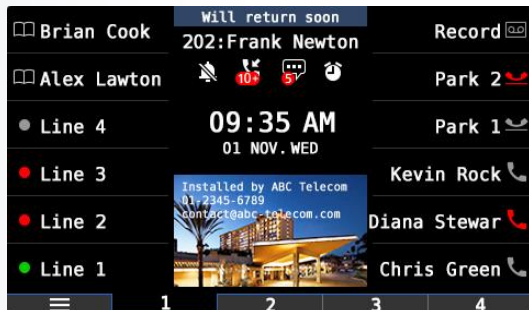 Will return soon
202:Frank Newton
10+
5
09:35 AM
01 NOV.WED
Installed by ABC Telecom
01-2345-6789
contact@abc-telecom.com
Brian Cook
Alex Lawton
Line 4
Line 3
Line 2
Line 1
Record
Park 2
Park 1
Kevin Rock
Diana Stewar
Chris Green
1
2
3
4